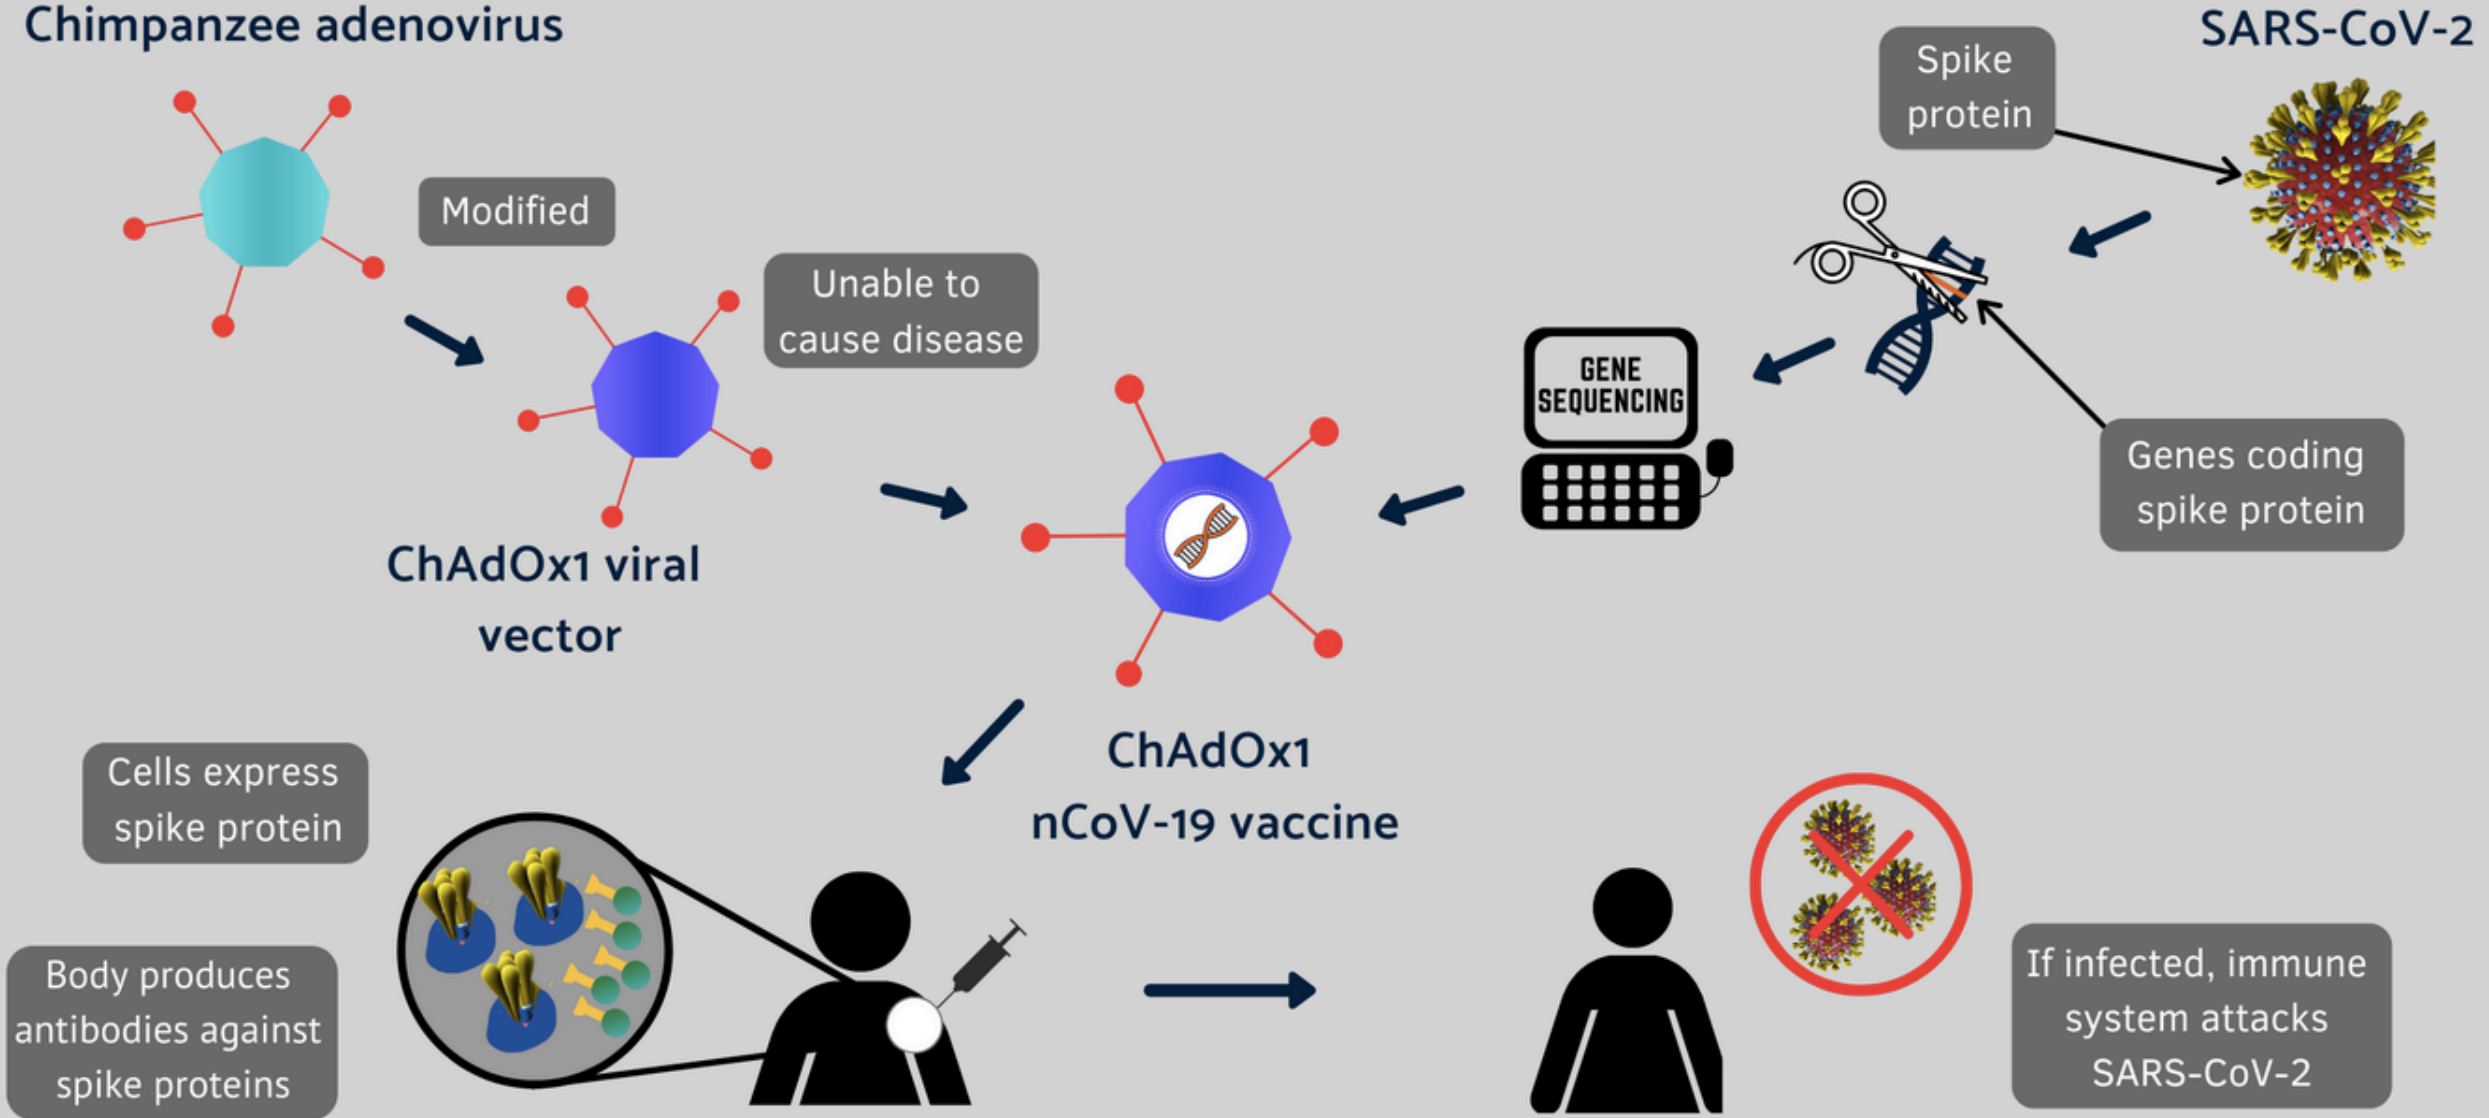 Chimpanzee adenovirus
SARS-CoV-2
Spike
protein
Modified
Unable to
cause disease
GENE
SEQUENCING
Genes coding
spike protein
ChAdOx1 viral
vector
ChAdOx1
nCoV-19 vaccine
Cells express
spike protein
Body produces
antibodies against
spike proteins
If infected, immune
system attacks
SARS-CoV-2